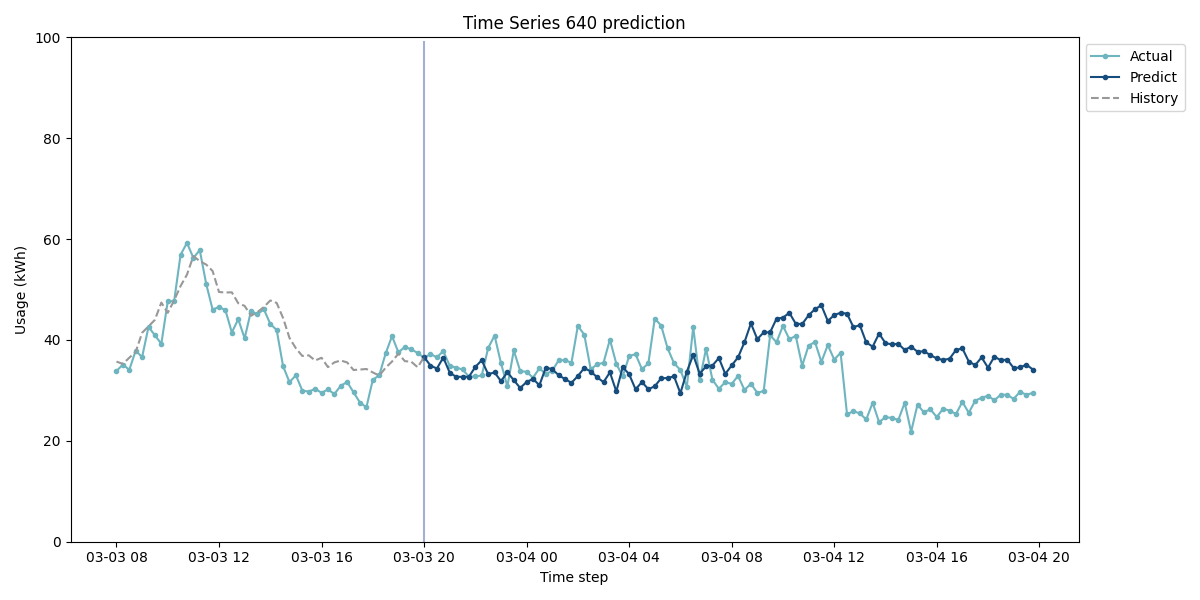 Time Series 640 prediction
Usage (kWh)
100
80
60
40
20
0
03-03 08
03-03 12
03-03 16
03-03 20
03-04 00
03-04 04
03-04 08
03-04 12
03-04 16
03-04 20
Time step
Actual
Predict
History